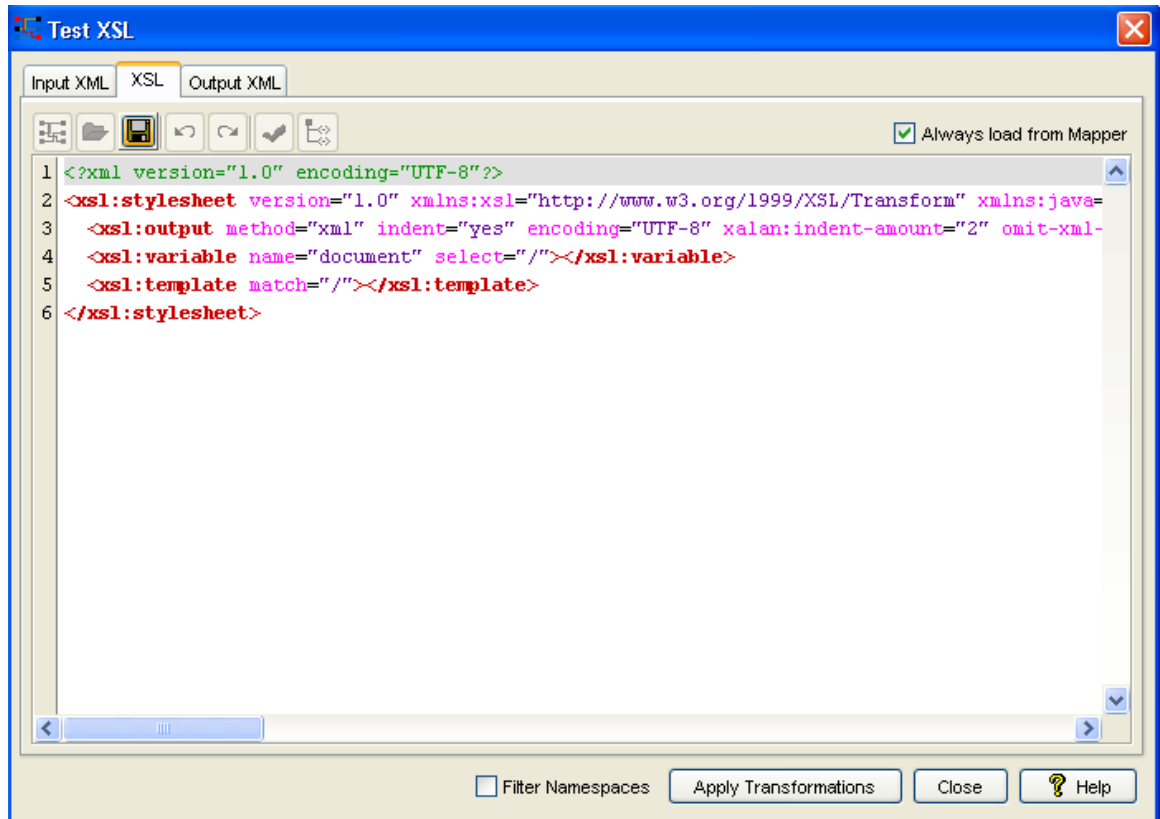 Test XSL
Input XML XSL Output XML
Always load from Mapper
1 <?xml version="1.0" encoding="UTF-8"?>
2 <xsl:stylesheet version="1.0" xmlns:xsl="http://www.w3.org/1999/XSL/Transform" xmlns:java=
3 <xsl:output method="xml" indent="yes" encoding="UTF-8" xalan:indent-amount="2" omit-xml-
4 <xsl:variable name="document" select="/"></xsl:variable>
5 <xsl:template match="/"></xsl:template>
6 </xsl:stylesheet>
Filter Namespaces Apply Transformations Close Help